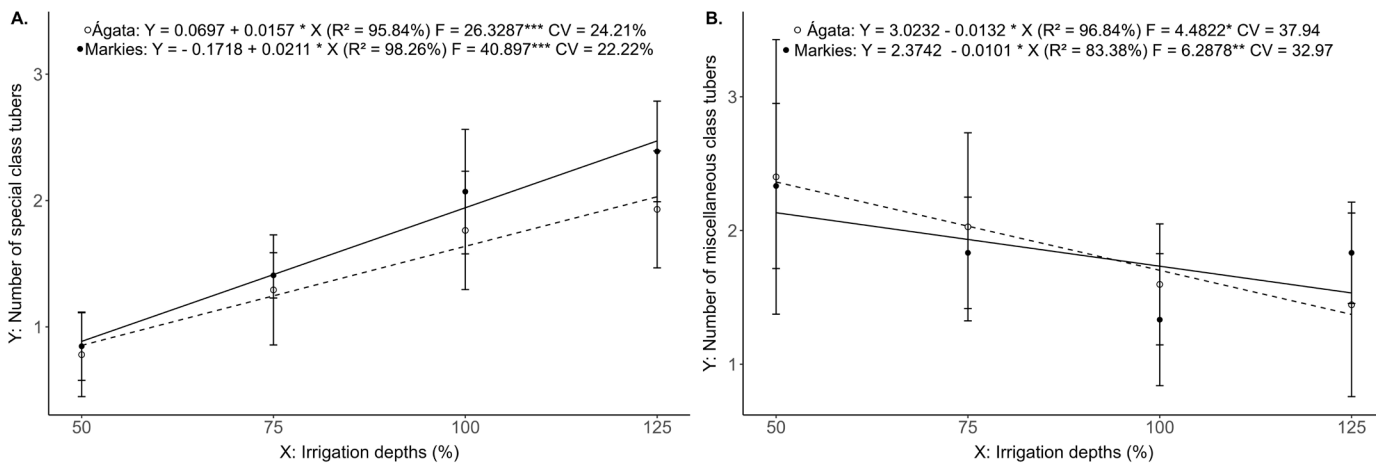 A.
○Ágata: Y = 0.0697 + 0.0157 * X (R² = 95.84%) F = 26.3287*** CV = 24.21%
●Markies: Y = - 0.1718 + 0.0211 * X (R² = 98.26%) F = 40.897*** CV = 22.22%
Y: Number of special class tubers
3
2
1
50 75 100 125
X: Irrigation depths (%)
B.
○ Ágata: Y = 3.0232 - 0.0132 * X (R² = 96.84%) F = 4.4822* CV = 37.94
● Markies: Y = 2.3742 - 0.0101 * X (R² = 83.38%) F = 6.2878** CV = 32.97
Y: Number of misellaneous class tubers
3
2
1
50 75 100 125
X: Irrigation depths (%)